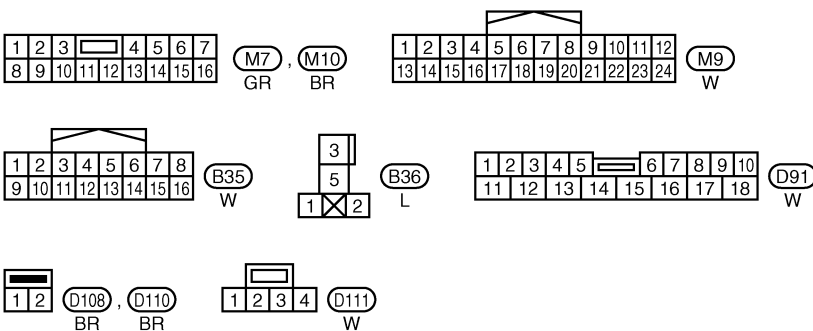 1 2 3 4 5 6 7
8 9 10 11 12 13 14 15 16
M7 , M10
GR BR
1 2 3 4 5 6 7 8 9 10 11 12
13 14 15 16 17 18 19 20 21 22 23 24
M9
W
1 2 3 4 5 6 7 8
9 10 11 12 13 14 15 16
B35
W
3
5
1 2
B36
L
1 2 3 4 5 6 7 8 9 10
11 12 13 14 15 16 17 18
D91
W
1 2
D108 , D110
BR BR
1 2 3 4
D111
W